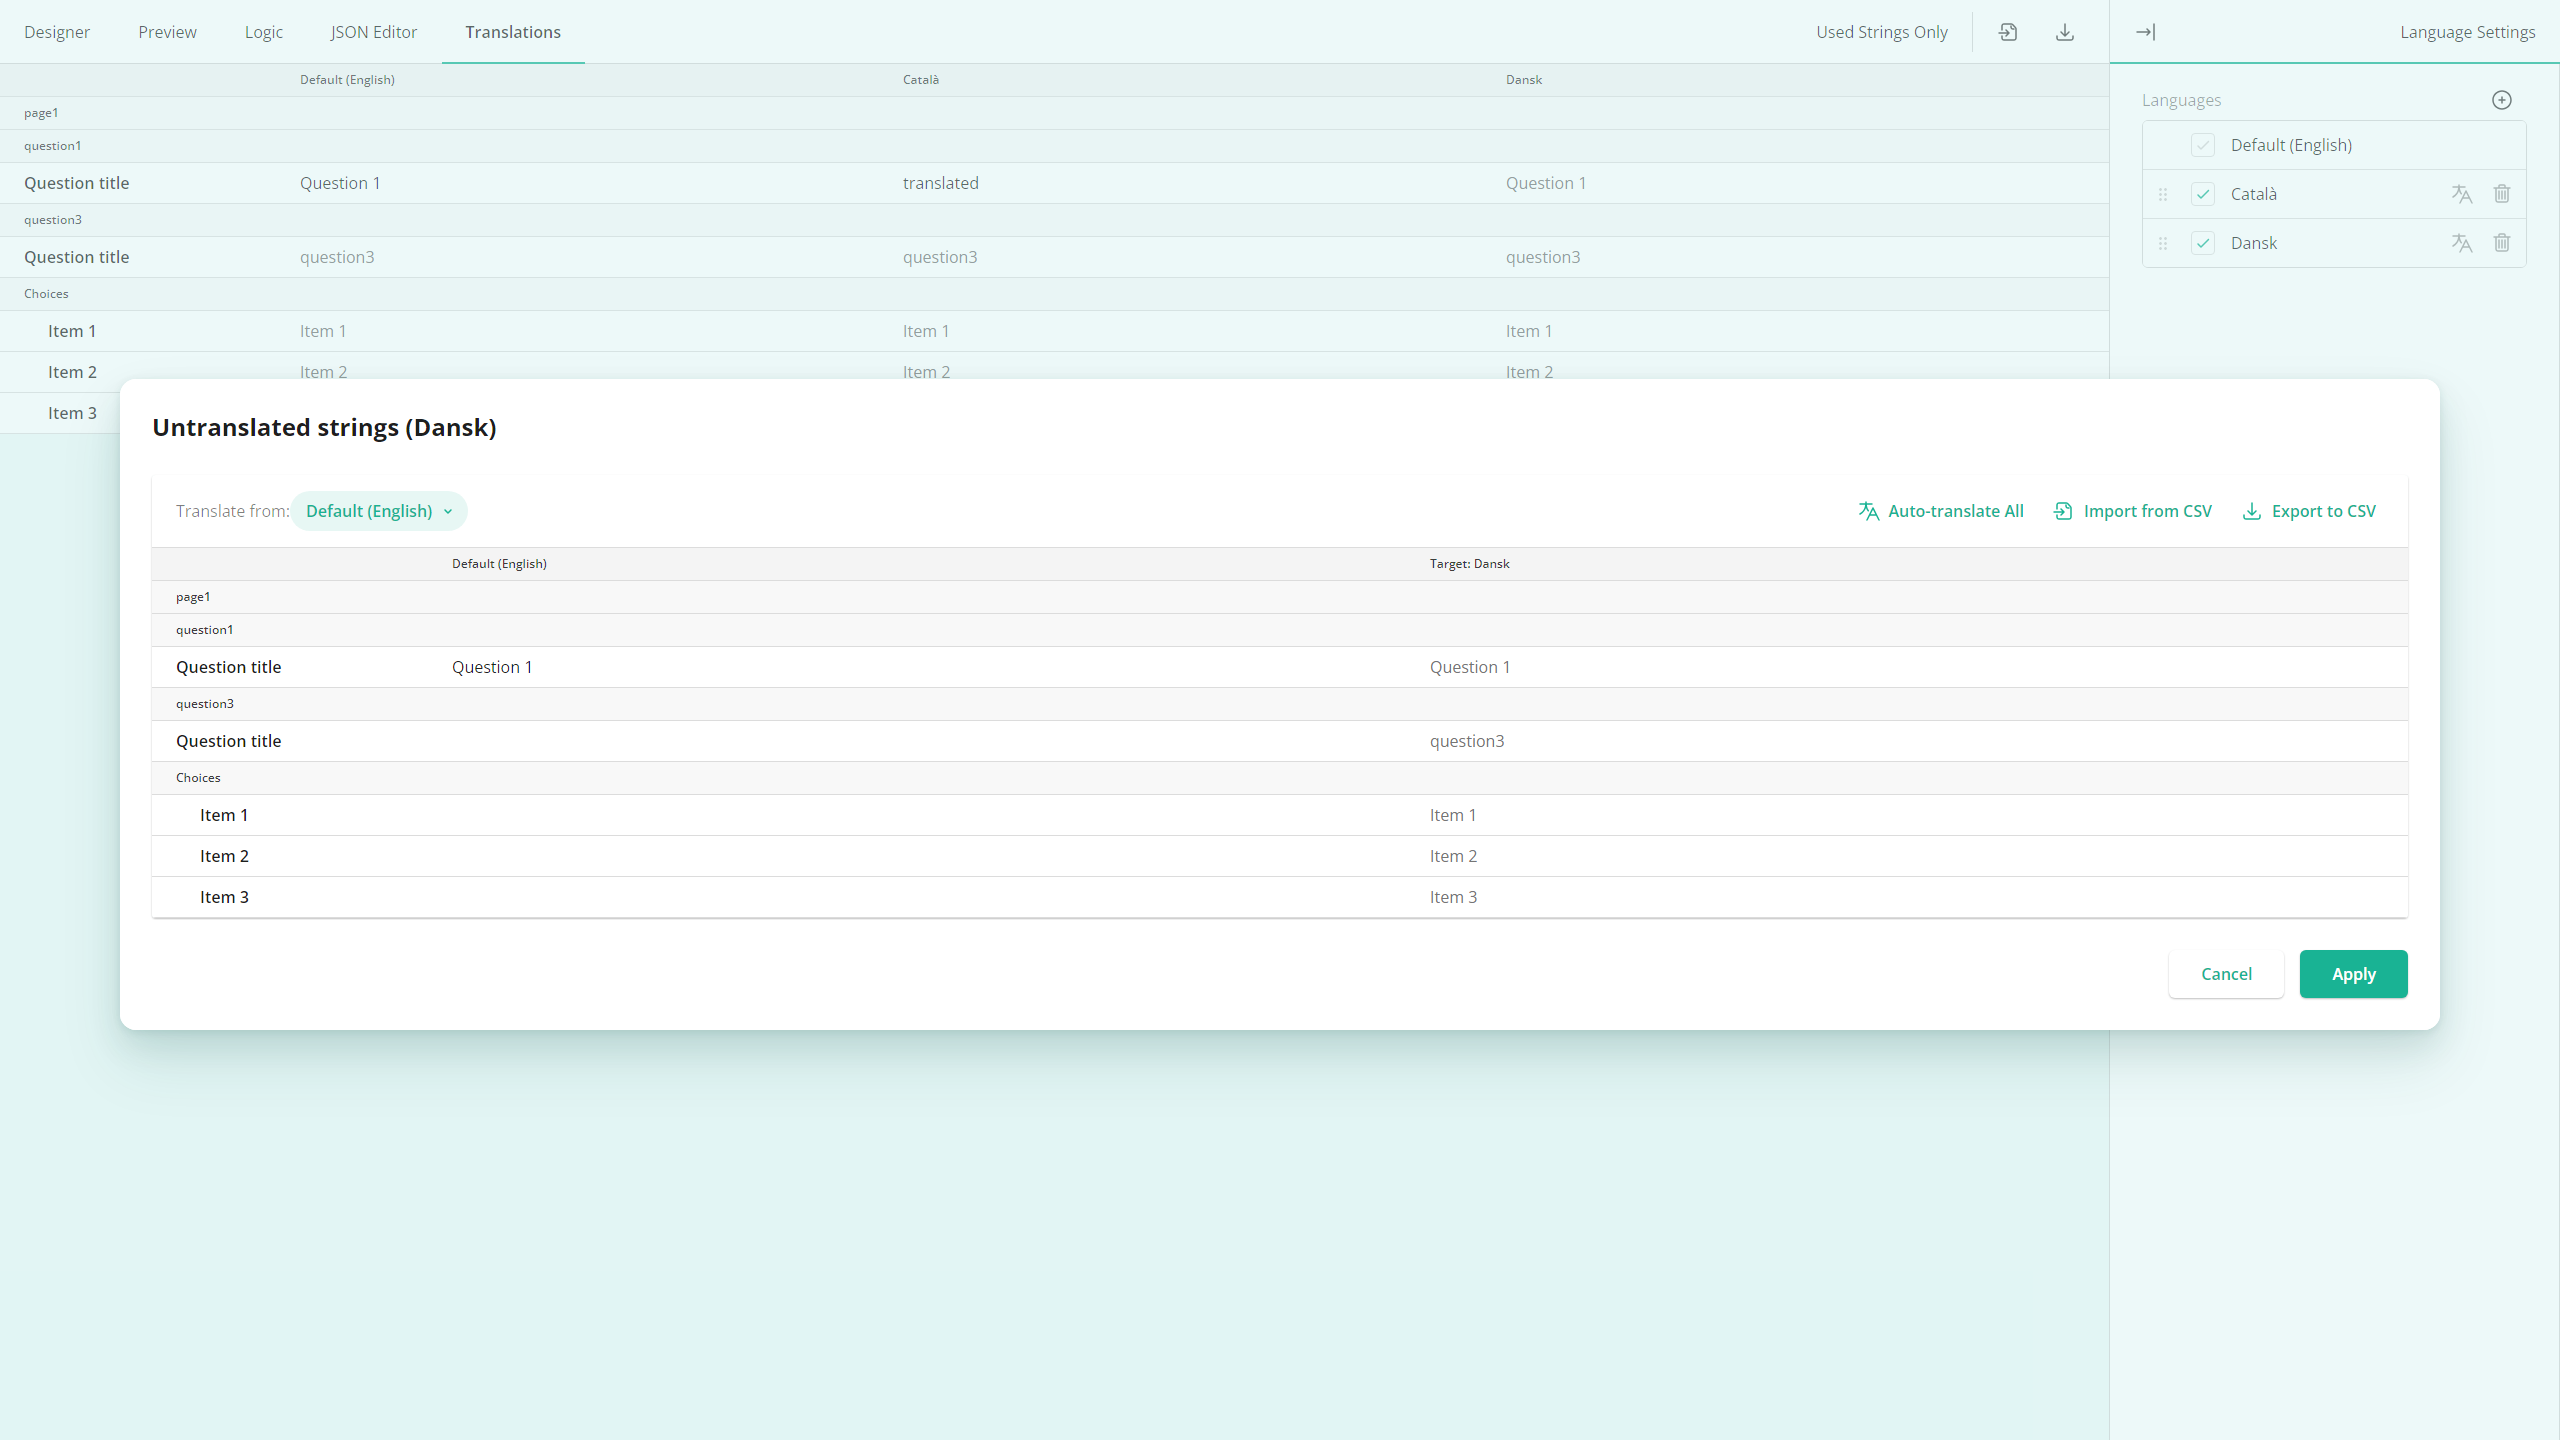 Designer Preview Logic JSON Editor Translations Used Strings Only Language Settings
Default (English) Català Dansk
page1
question1
Question title Question 1 translated Question 1
question3
Question title question3 question3 question3
Choices
Item 1 Item 1 Item 1 Item 1
Item 2 Item 2 Item 2 Item 2
Item 3
Languages
Default (English)
Català
Dansk
Untranslated strings (Dansk)
Translate from: Default (English) Auto-translate All Import from CSV Export to CSV
Default (English) Target: Dansk
page1
question1
Question title Question 1 Question 1
question3
Question title question3
Choices
Item 1 Item 1
Item 2 Item 2
Item 3 Item 3
Cancel Apply